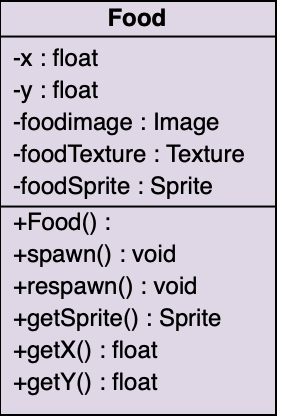 Food
-x : float
-y : float
-foodimage : Image
-foodTexture : Texture
-foodSprite : Sprite
+Food() :
+spawn() : void
+respawn() : void
+getSprite() : Sprite
+getX() : float
+getY() : float